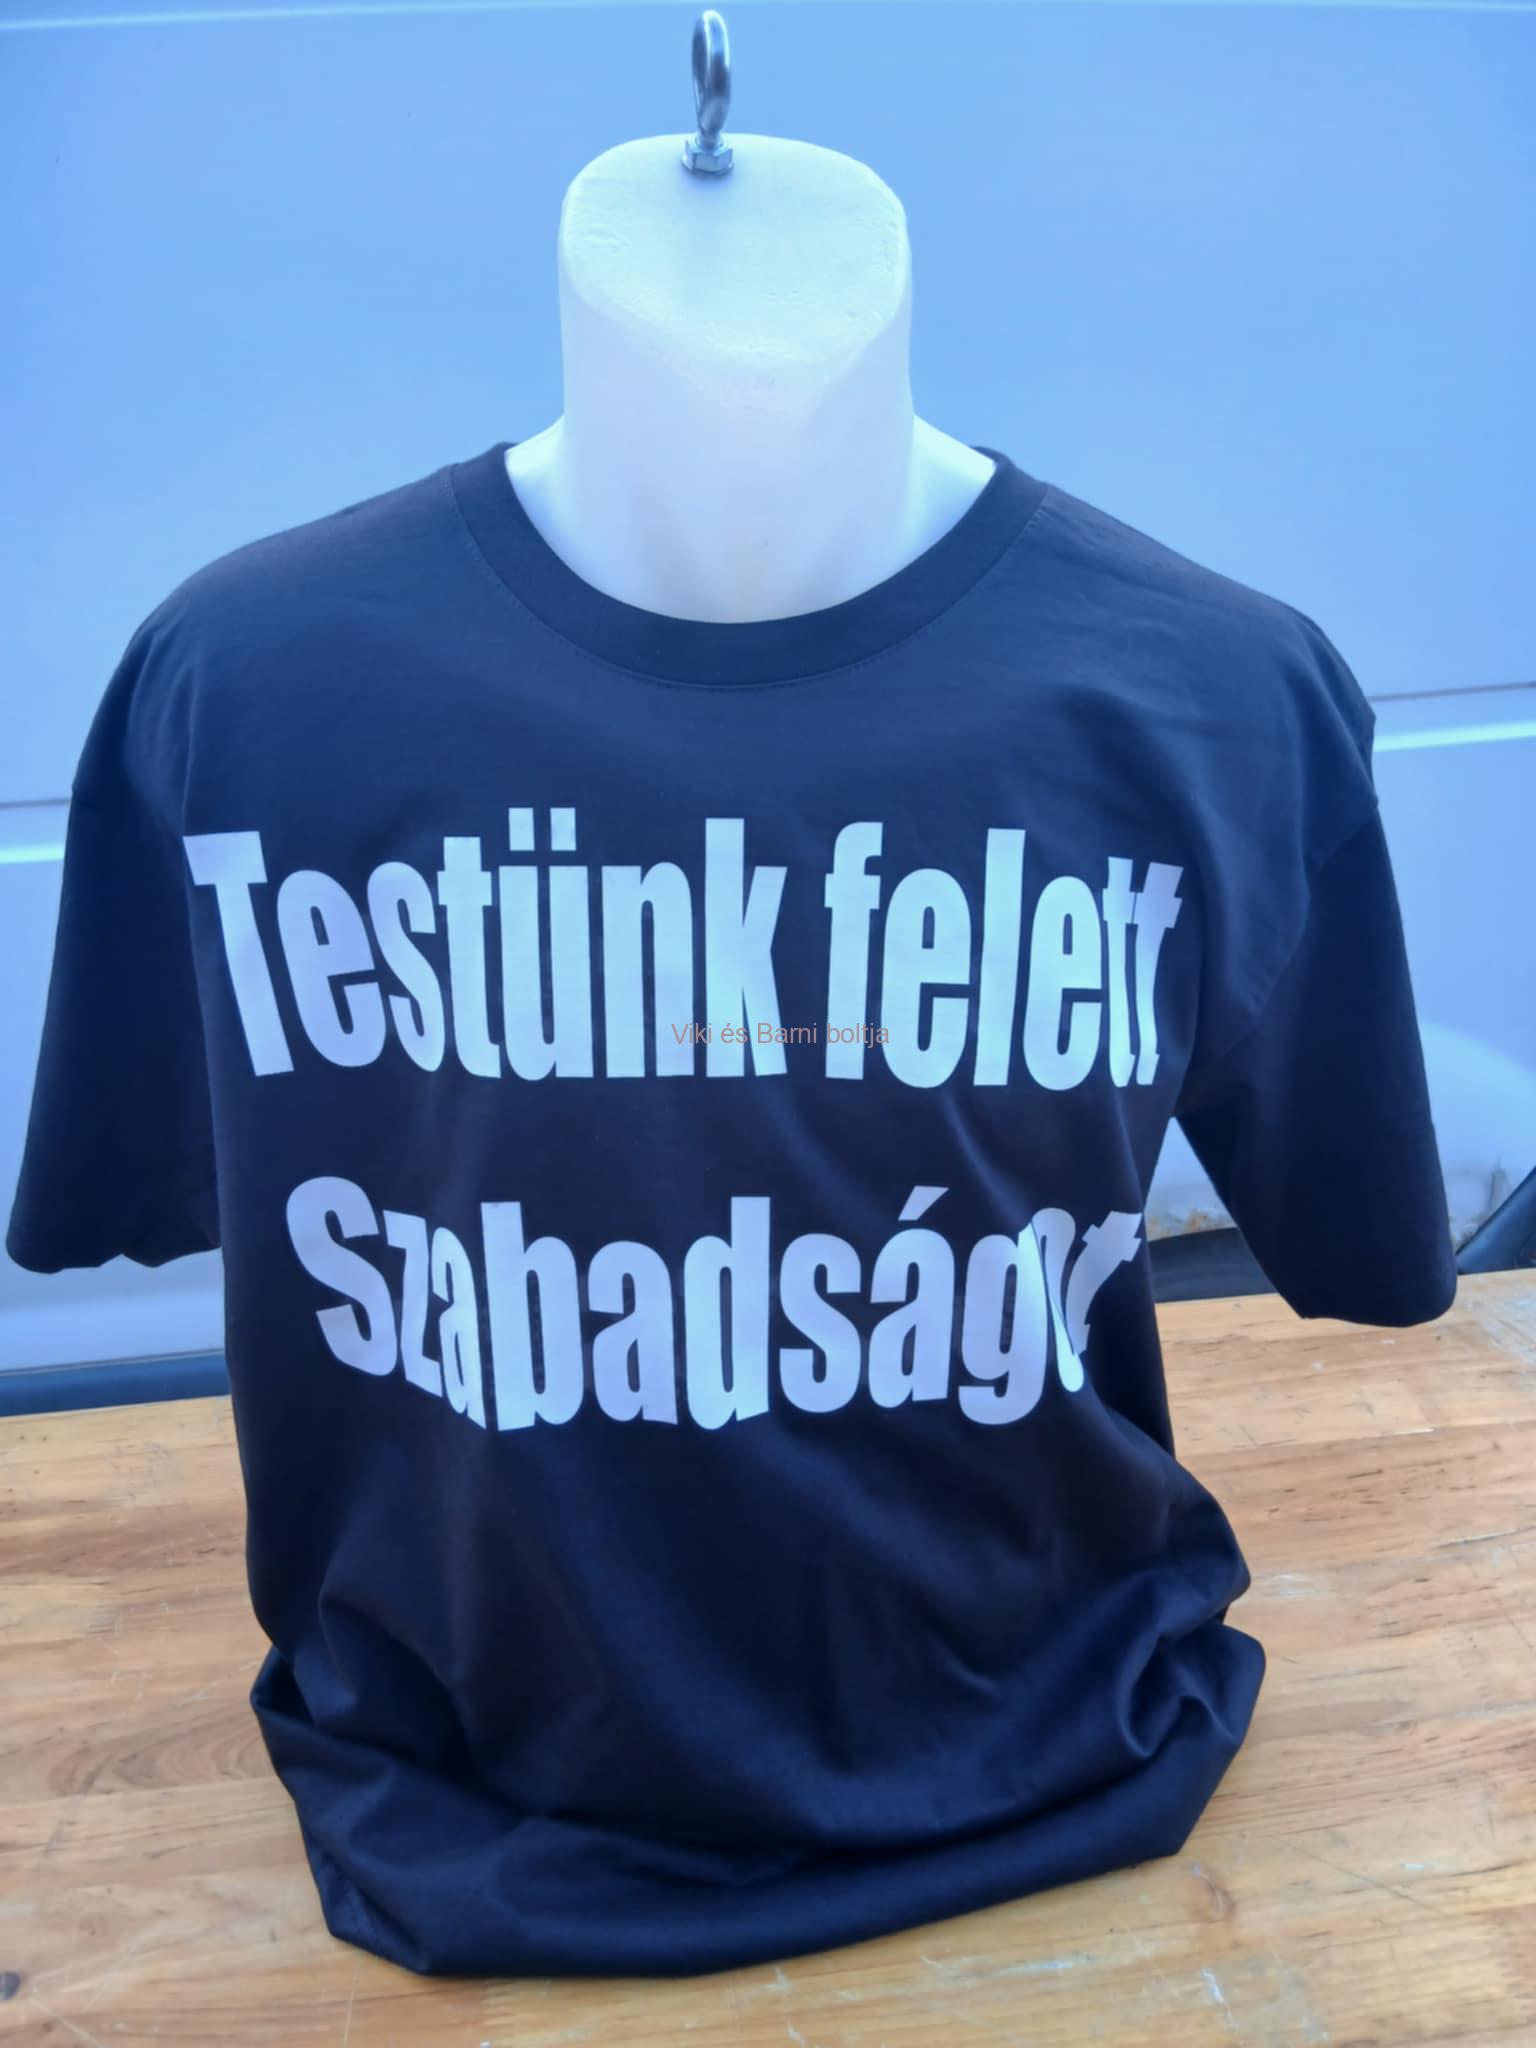 Testünk felett
Viki és Barni boltja
Szabadságot